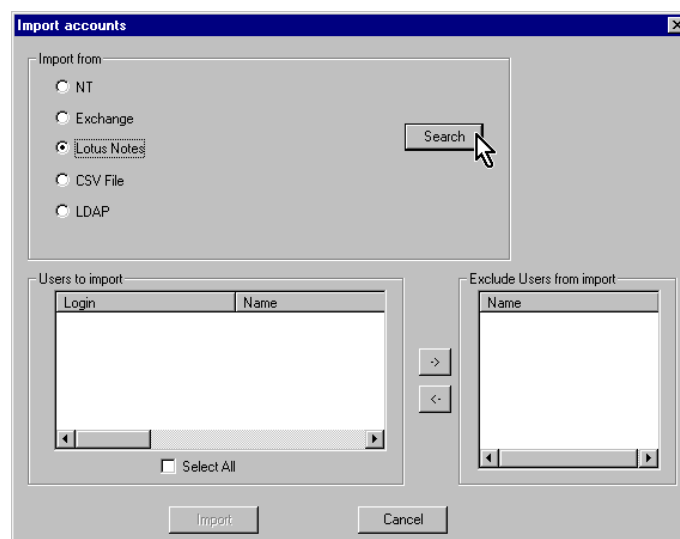 Import accounts
Import from
NT
Exchange
Lotus Notes
CSV File
LDAP
Search
Users to import
Login Name
Select All
->
<-
Exclude Users from import
Name
Import Cancel